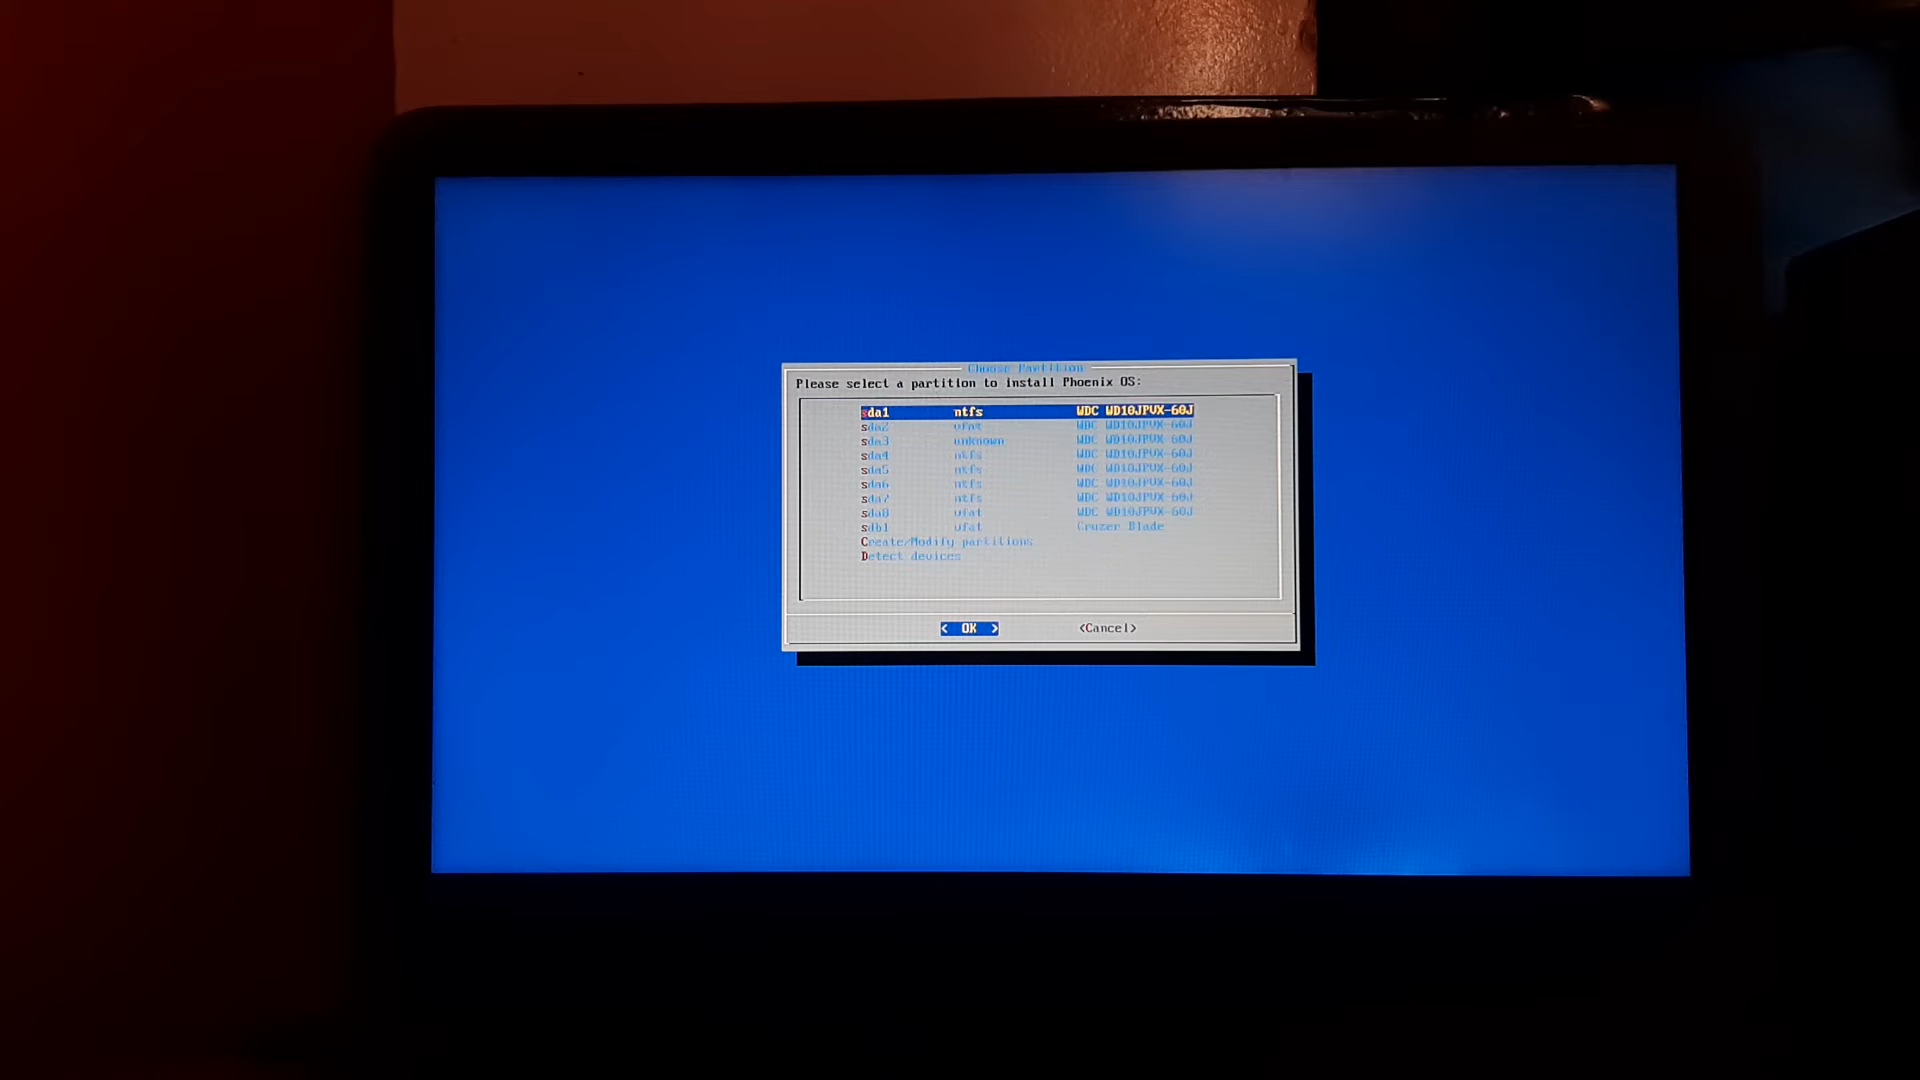 Choose Partition
Please select a partition to install Phoenix OS:
sda1 ntfs WDC WD10JPVX-60J
sda2 vfat WDC WD10JPVX-60J
sda3 unknown WDC WD10JPVX-60J
sda4 ntfs WDC WD10JPVX-60J
sda5 ntfs WDC WD10JPVX-60J
sda6 ntfs WDC WD10JPVX-60J
sda7 ntfs WDC WD10JPVX-60J
sda8 vfat WDC WD10JPVX-60J
sdb1 vfat Cruzer Blade
Create/Modify partitions
Detect devices
< OK > <Cancel>